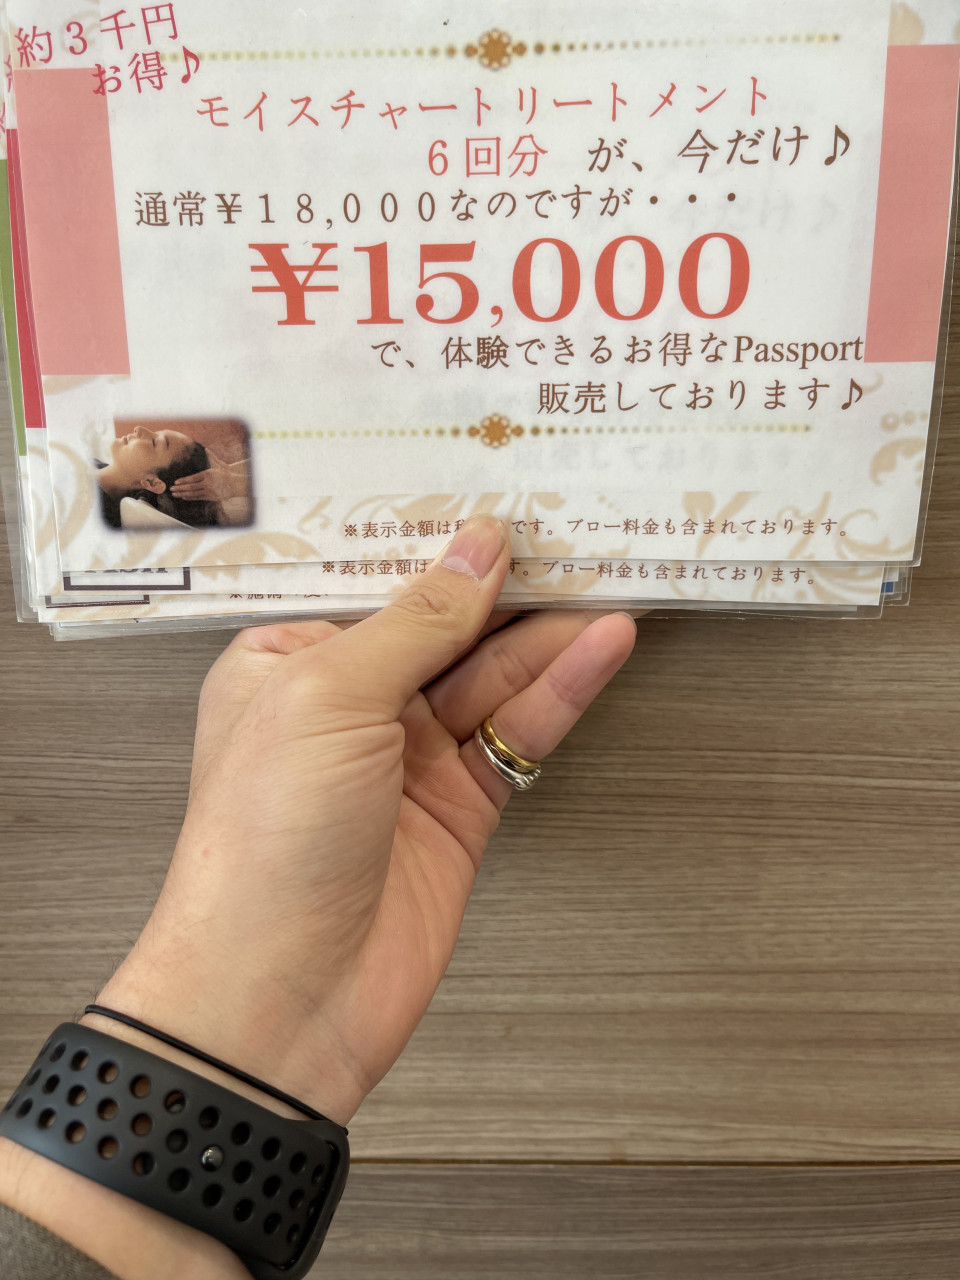 約３千円
お得♪
モイスチャートリートメント
６回分 が、今だけ♪
通常￥１８,０００なのですが・・・
￥15,000
で、体験できるお得なPassport
販売しております♪
※表示金額は です。ブロー料金も含まれております。
※表示金額は す。ブロー料金も含まれております。